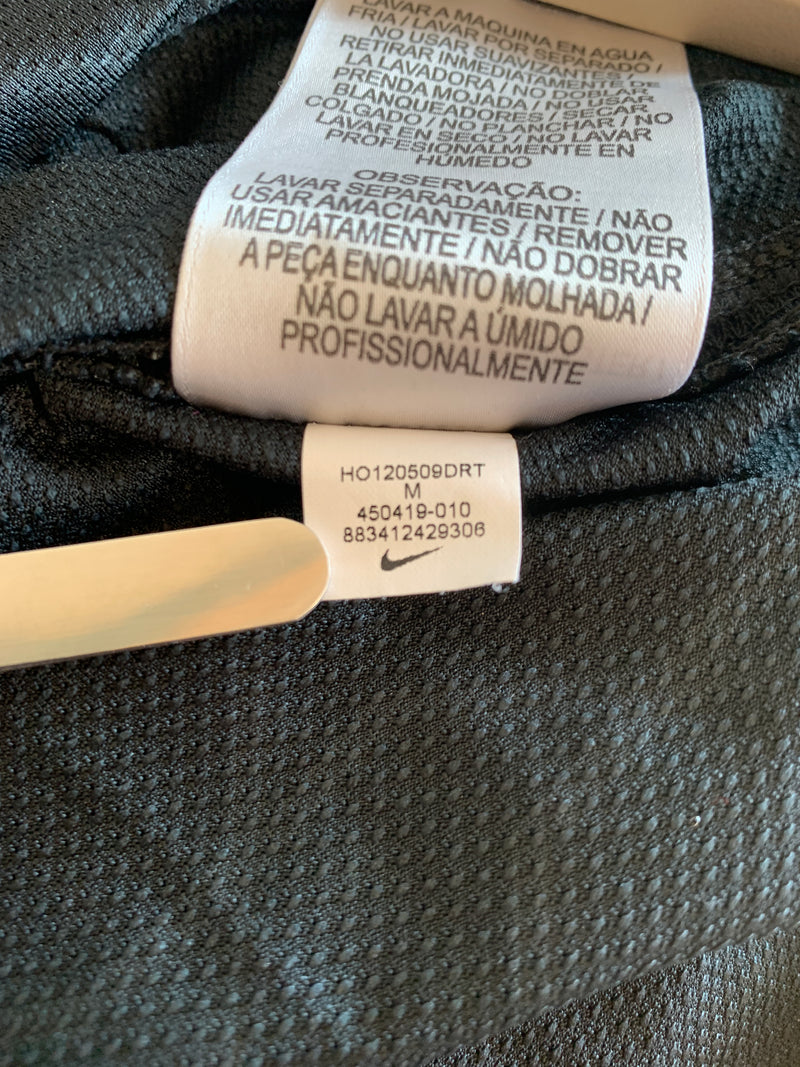 LAVAR A MAQUINA EN AGUA
FRIA / LAVAR POR SEPARADO /
NO USAR SUAVIZANTES /
RETIRAR INMEDIATAMENTE DE
LA LAVADORA / NO DOBLAR
PRENDA MOJADA / NO USAR
BLANQUEADORES / SECAR
COLGADO / NO PLANCHAR / NO
LAVAR EN SECO / NO LAVAR
PROFESIONALMENTE EN
HÚMEDO
OBSERVAÇÃO:
LAVAR SEPARADAMENTE / NÃO
USAR AMACIANTES / REMOVER
IMEDIATAMENTE / NÃO DOBRAR
A PEÇA ENQUANTO MOLHADA /
NÃO LAVAR A ÚMIDO
PROFISSIONALMENTE
HO120509DRT
M
450419-010
883412429306